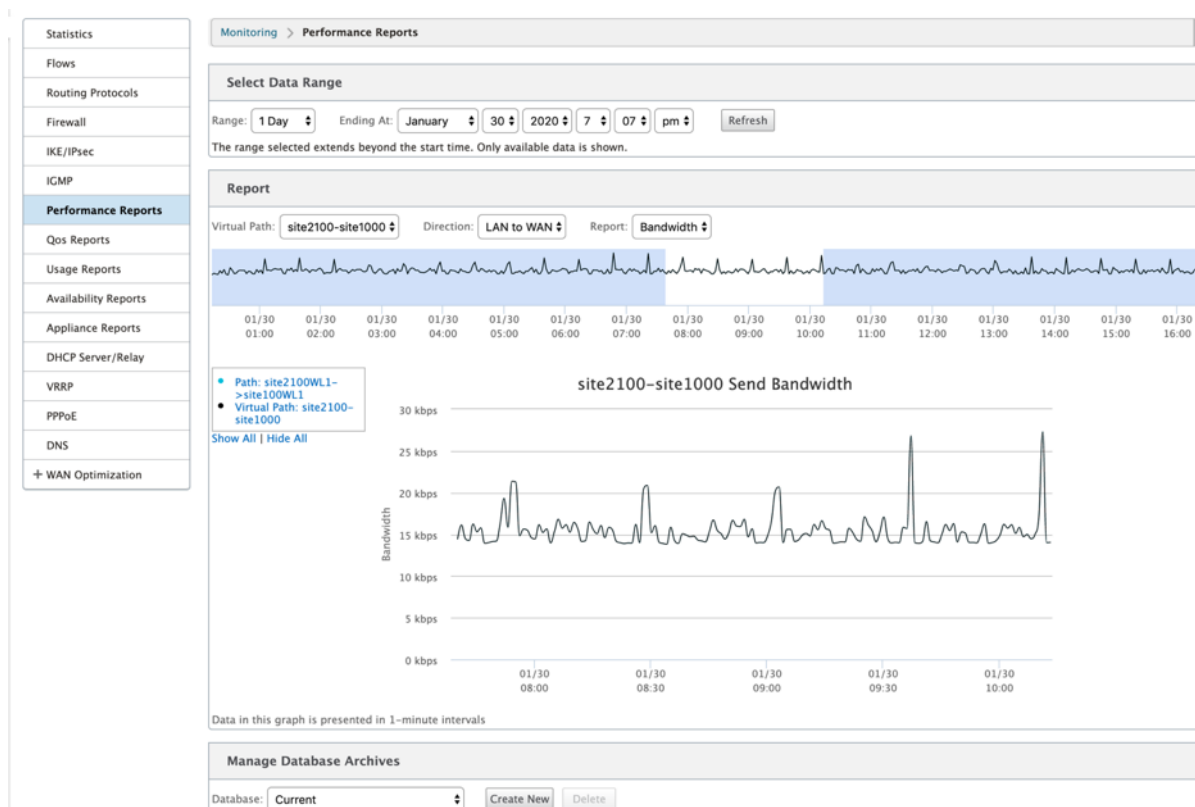 Statistics
Flows
Routing Protocols
Firewall
IKE/IPsec
IGMP
Performance Reports
Qos Reports
Usage Reports
Availability Reports
Appliance Reports
DHCP Server/Relay
VRRP
PPPoE
DNS
+ WAN Optimization
Monitoring > Performance Reports
Select Data Range
Range: 1 Day Ending At: January 30 2020 7 07 pm Refresh
The range selected extends beyond the start time. Only available data is shown.
Report
Virtual Path: site2100-site1000 Direction: LAN to WAN Report: Bandwidth
01/30 01/30 01/30 01/30 01/30 01/30 01/30 01/30 01/30 01/30 01/30 01/30 01/30 01/30 01/30 01/30
01:00 02:00 03:00 04:00 05:00 06:00 07:00 08:00 09:00 10:00 11:00 12:00 13:00 14:00 15:00 16:00
Path: site2100WL1-
>site100WL1
Virtual Path: site2100-
site1000
Show All | Hide All
site2100-site1000 Send Bandwidth
30 kbps
25 kbps
20 kbps
15 kbps
10 kbps
5 kbps
0 kbps
Bandwidth
01/30 01/30 01/30 01/30 01/30
08:00 08:30 09:00 09:30 10:00
Data in this graph is presented in 1-minute intervals
Manage Database Archives
Database: Current Create New Delete